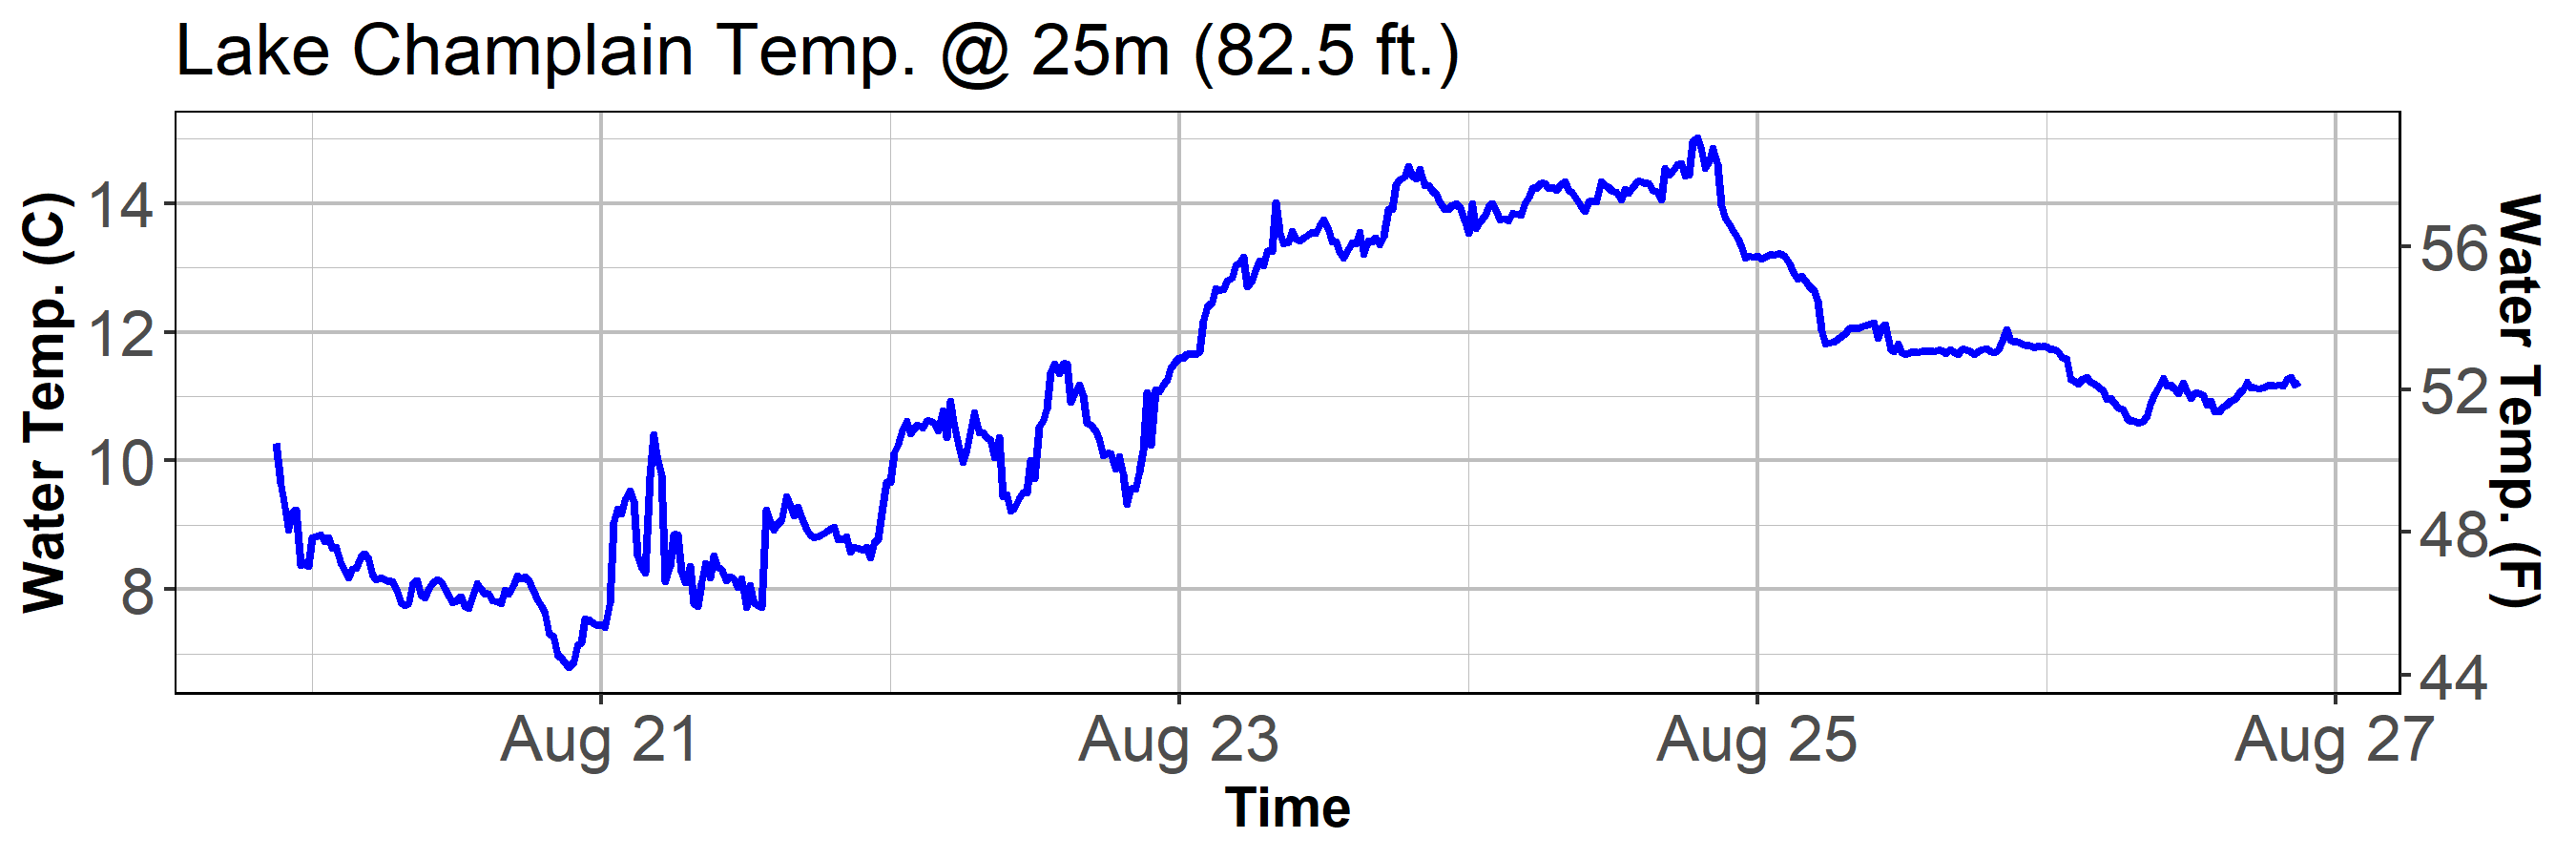 Lake Champlain Temp. @ 25m (82.5 ft.)
Water Temp. (C)
14
12
10
8
56
52
48
44
Water Temp. (F)
Aug 21
Aug 23
Aug 25
Aug 27
Time